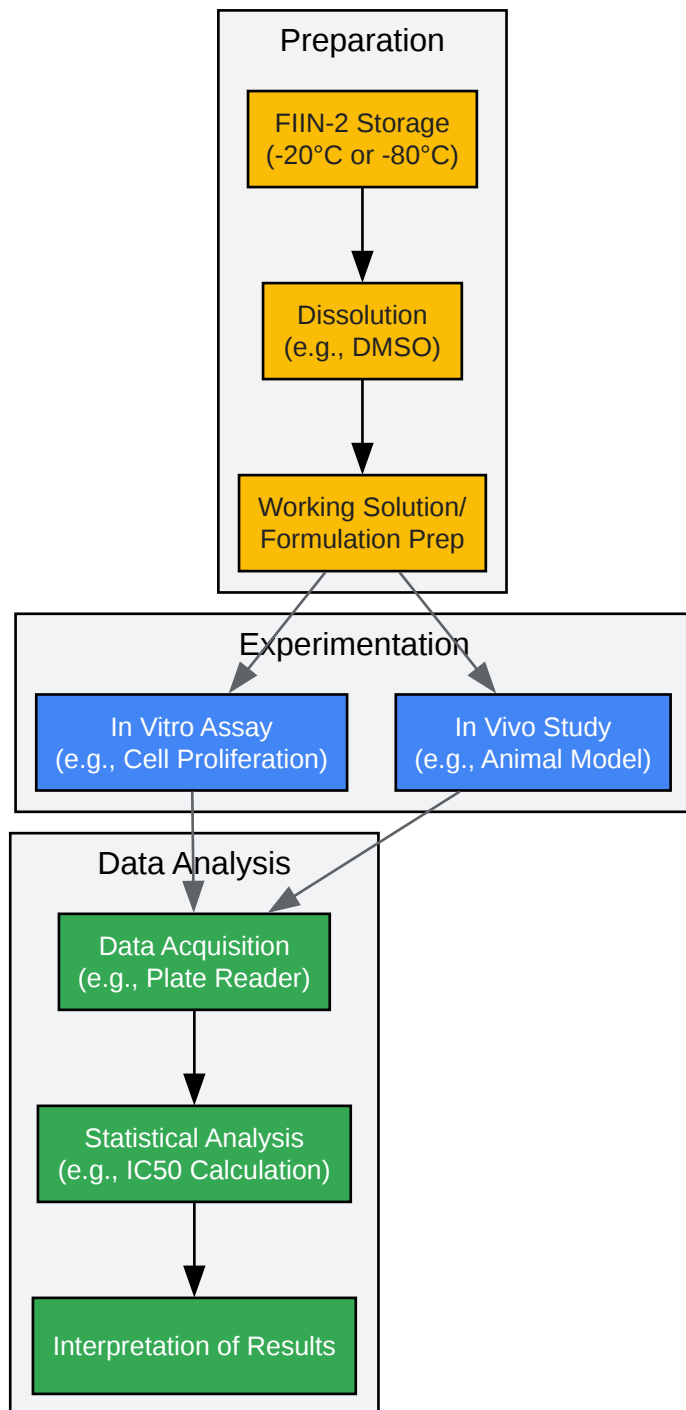 Preparation
FIIN-2 Storage
(-20°C or -80°C)
Dissolution
(e.g., DMSO)
Working Solution/
Formulation Prep
Experimentation
In Vitro Assay
(e.g., Cell Proliferation)
In Vivo Study
(e.g., Animal Model)
Data Analysis
Data Acquisition
(e.g., Plate Reader)
Statistical Analysis
(e.g., IC50 Calculation)
Interpretation of Results